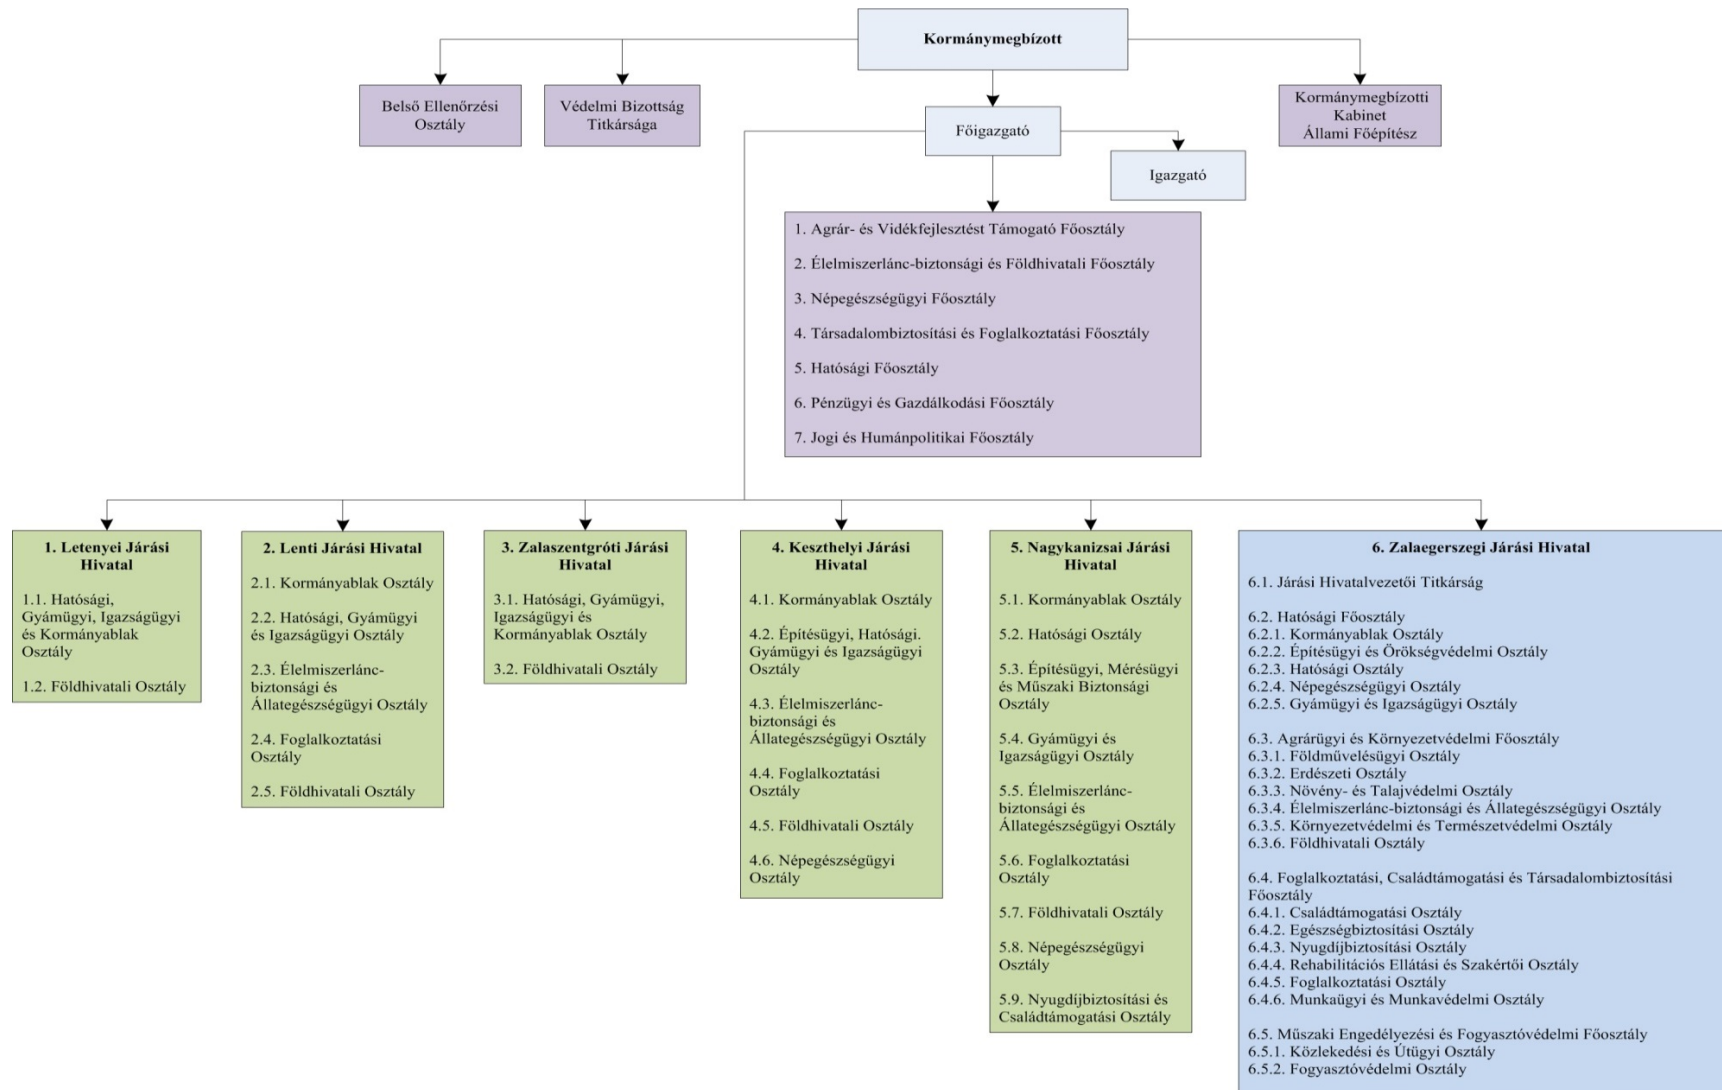 Kormánymegbízott
Belső Ellenőrzési
Osztály
Védelmi Bizottság
Titkársága
Kormánymegbízotti
Kabinet
Állami Főépítész
Főigazgató
Igazgató
1. Agrár- és Vidékfejlesztést Támogató Főosztály
2. Élelmiszerlánc-biztonsági és Földhivatali Főosztály
3. Népegészségügyi Főosztály
4. Társadalombiztosítási és Foglalkoztatási Főosztály
5. Hatósági Főosztály
6. Pénzügyi és Gazdálkodási Főosztály
7. Jogi és Humánpolitikai Főosztály
1. Letenyei Járási
Hivatal
1.1. Hatósági,
Gyámügyi, Igazságügyi
és Kormányablak
Osztály
1.2. Földhivatali Osztály
2. Lenti Járási Hivatal
2.1. Kormányablak Osztály
2.2. Hatósági, Gyámügyi
és Igazságügyi Osztály
2.3. Élelmiszerlánc-
biztonsági és
Állategészségügyi Osztály
2.4. Foglalkoztatási
Osztály
2.5. Földhivatali Osztály
3. Zalaszentgróti Járási
Hivatal
3.1. Hatósági, Gyámügyi,
Igazságügyi és
Kormányablak Osztály
3.2. Földhivatali Osztály
4. Keszthelyi Járási
Hivatal
4.1. Kormányablak Osztály
4.2. Építésügyi, Hatósági.
Gyámügyi és Igazságügyi
Osztály
4.3. Élelmiszerlánc-
biztonsági és
Állategészségügyi Osztály
4.4. Foglalkoztatási
Osztály
4.5. Földhivatali Osztály
4.6. Népegészségügyi
Osztály
5. Nagykanizsai Járási
Hivatal
5.1. Kormányablak Osztály
5.2. Hatósági Osztály
5.3. Építésügyi, Mérésügyi
és Műszaki Biztonsági
Osztály
5.4. Gyámügyi és
Igazságügyi Osztály
5.5. Élelmiszerlánc-
biztonsági és
Állategészségügyi Osztály
5.6. Foglalkoztatási
Osztály
5.7. Földhivatali Osztály
5.8. Népegészségügyi
Osztály
5.9. Nyugdíjbiztosítási és
Családtámogatási Osztály
6. Zalaegerszegi Járási Hivatal
6.1. Járási Hivatalvezetői Titkárság
6.2. Hatósági Főosztály
6.2.1. Kormányablak Osztály
6.2.2. Építésügyi és Örökségvédelmi Osztály
6.2.3. Hatósági Osztály
6.2.4. Népegészségügyi Osztály
6.2.5. Gyámügyi és Igazságügyi Osztály
6.3. Agrárügyi és Környezetvédelmi Főosztály
6.3.1. Földművelésügyi Osztály
6.3.2. Erdészeti Osztály
6.3.3. Növény- és Talajvédelmi Osztály
6.3.4. Élelmiszerlánc-biztonsági és Állategészségügyi Osztály
6.3.5. Környezetvédelmi és Természetvédelmi Osztály
6.3.6. Földhivatali Osztály
6.4. Foglalkoztatási, Családtámogatási és Társadalombiztosítási
Főosztály
6.4.1. Családtámogatási Osztály
6.4.2. Egészségbiztosítási Osztály
6.4.3. Nyugdíjbiztosítási Osztály
6.4.4. Rehabilitációs Ellátási és Szakértői Osztály
6.4.5. Foglalkoztatási Osztály
6.4.6. Munkaügyi és Munkavédelmi Osztály
6.5. Műszaki Engedélyezési és Fogyasztóvédelmi Főosztály
6.5.1. Közlekedési és Útügyi Osztály
6.5.2. Fogyasztóvédelmi Osztály